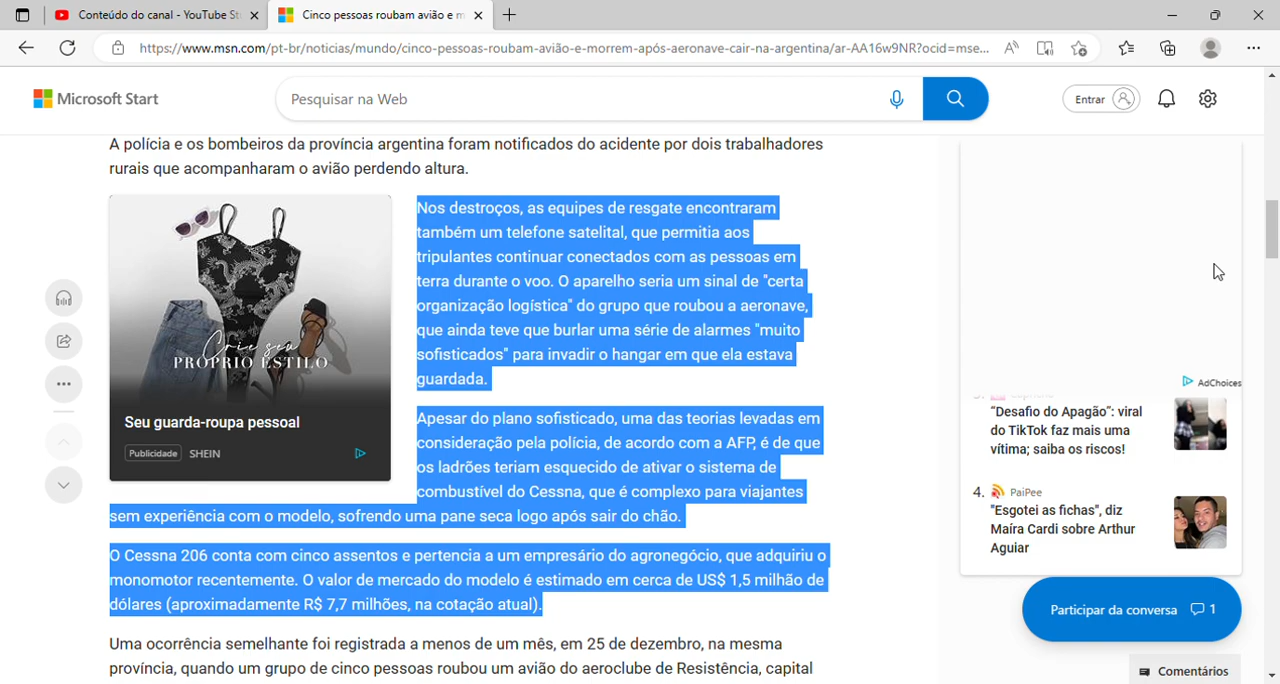 Conteúdo do canal - YouTube St
Cinco pessoas roubam avião e m
https://www.msn.com/pt-br/noticias/mundo/cinco-pessoas-roubam-avião-e-morrem-após-aeronave-cair-na-argentina/ar-AA16w9NR?ocid=mse...
Microsoft Start
Pesquisar na Web
Entrar
A polícia e os bombeiros da província argentina foram notificados do acidente por dois trabalhadores
rurais que acompanharam o avião perdendo altura.
Nos destroços, as equipes de resgate encontraram
também um telefone satelital, que permitia aos
tripulantes continuar conectados com as pessoas em
terra durante o voo. O aparelho seria um sinal de "certa
organização logística" do grupo que roubou a aeronave,
que ainda teve que burlar uma série de alarmes "muito
sofisticados" para invadir o hangar em que ela estava
guardada.
Crie seu
PRÓPRIO ESTILO
Seu guarda-roupa pessoal
Publicidade SHEIN
Apesar do plano sofisticado, uma das teorias levadas em
consideração pela polícia, de acordo com a AFP, é de que
os ladrões teriam esquecido de ativar o sistema de
combustível do Cessna, que é complexo para viajantes
sem experiência com o modelo, sofrendo uma pane seca logo após sair do chão.
O Cessna 206 conta com cinco assentos e pertencia a um empresário do agronegócio, que adquiriu o
monomotor recentemente. O valor de mercado do modelo é estimado em cerca de US$ 1,5 milhão de
dólares (aproximadamente R$ 7,7 milhões, na cotação atual).
Uma ocorrência semelhante foi registrada a menos de um mês, em 25 de dezembro, na mesma
província, quando um grupo de cinco pessoas roubou um avião do aeroclube de Resistência, capital
AdChoices
"Desafio do Apagão": viral
do TikTok faz mais uma
vítima; saiba os riscos!
4. PaiPee
"Esgotei as fichas", diz
Maíra Cardi sobre Arthur
Aguiar
Participar da conversa 1
Comentários